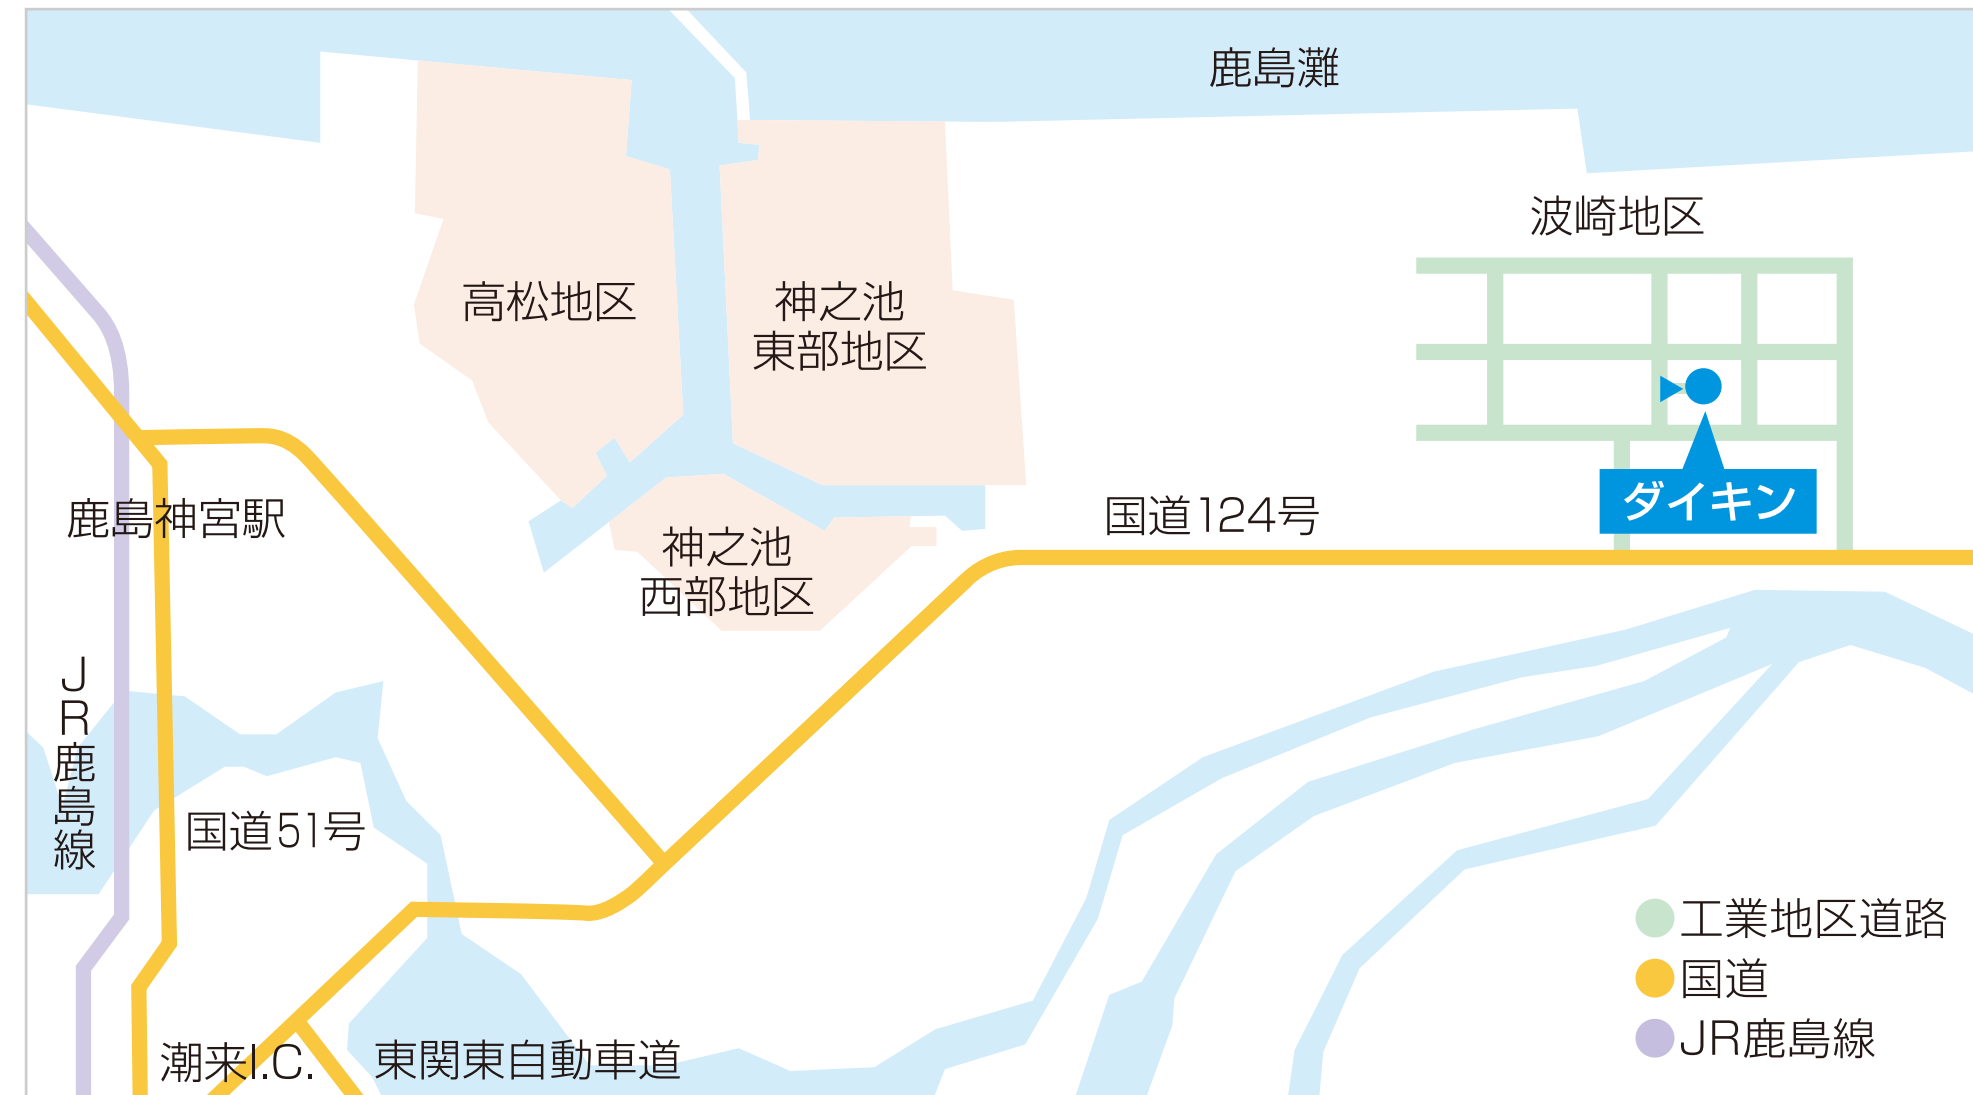 鹿島灘
波崎地区
高松地区
神之池
東部地区
ダイキン
国道124号
鹿島神宮駅
神之池
西部地区
JR鹿島線
国道51号
潮来I.C.
東関東自動車道
工業地区道路
国道
JR鹿島線